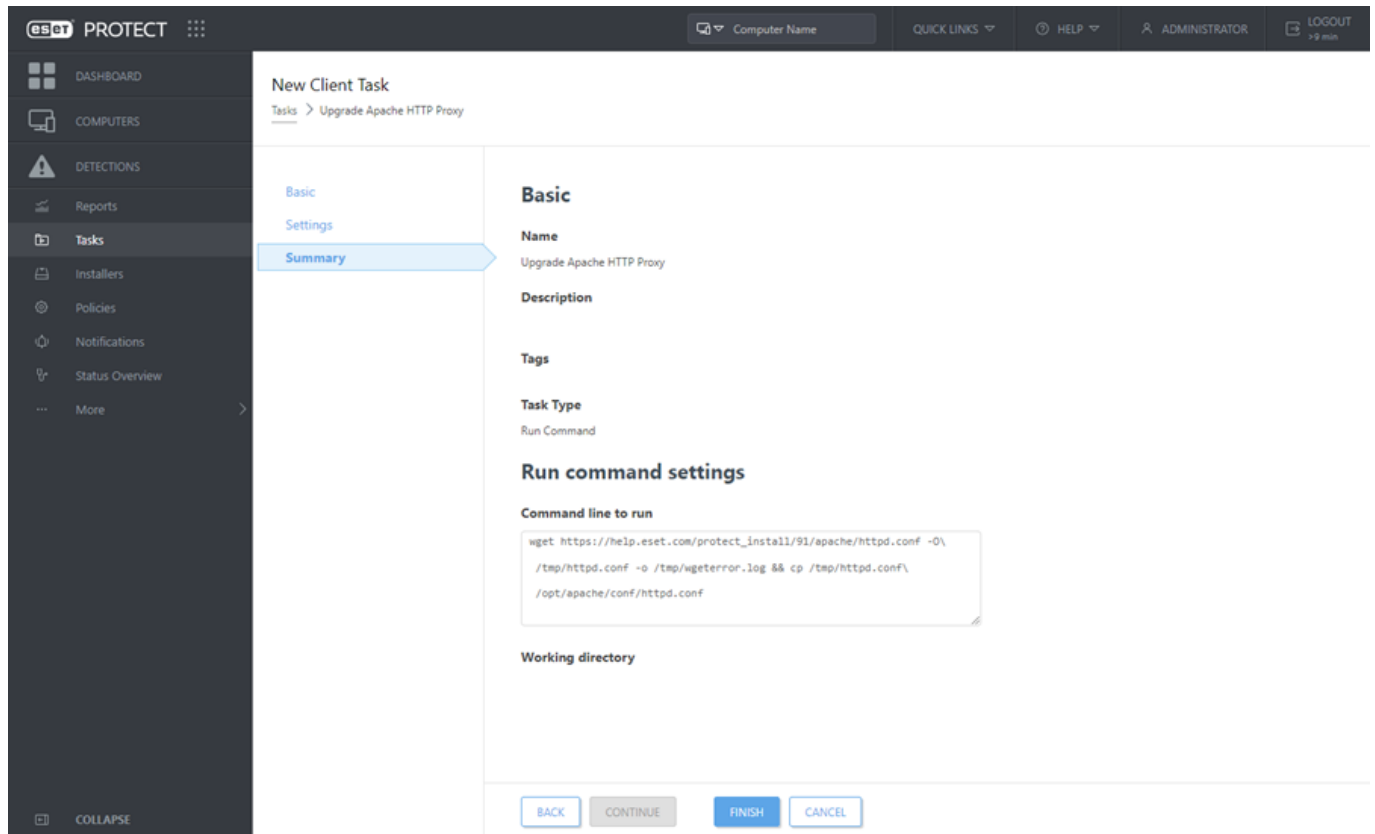 eset PROTECT
Computer Name
QUICK LINKS
HELP
ADMINISTRATOR
LOGOUT
>9 min
DASHBOARD
COMPUTERS
DETECTIONS
Reports
Tasks
Installers
Policies
Notifications
Status Overview
More
COLLAPSE
New Client Task
Tasks > Upgrade Apache HTTP Proxy
Basic
Settings
Summary
Basic
Name
Upgrade Apache HTTP Proxy
Description
Tags
Task Type
Run Command
Run command settings
Command line to run
wget https://help.eset.com/protect_install/91/apache/httpd.conf -O\
/tmp/httpd.conf -o /tmp/wgeterror.log && cp /tmp/httpd.conf\
/opt/apache/conf/httpd.conf
Working directory
BACK
CONTINUE
FINISH
CANCEL